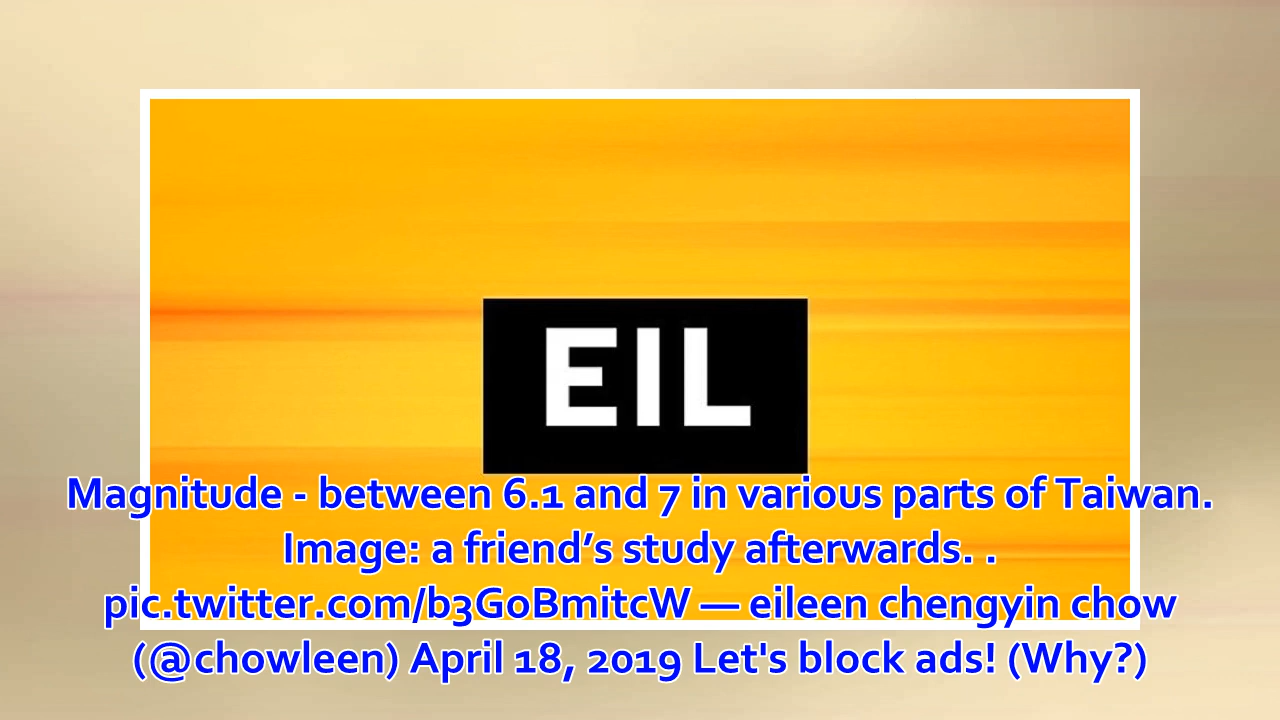 EIL
Magnitude - between 6.1 and 7 in various parts of Taiwan.
Image: a friend’s study afterwards. .
pic.twitter.com/b3GoBmitcW — eileen chengyin chow
(@chowleen) April 18, 2019 Let's block ads! (Why?)